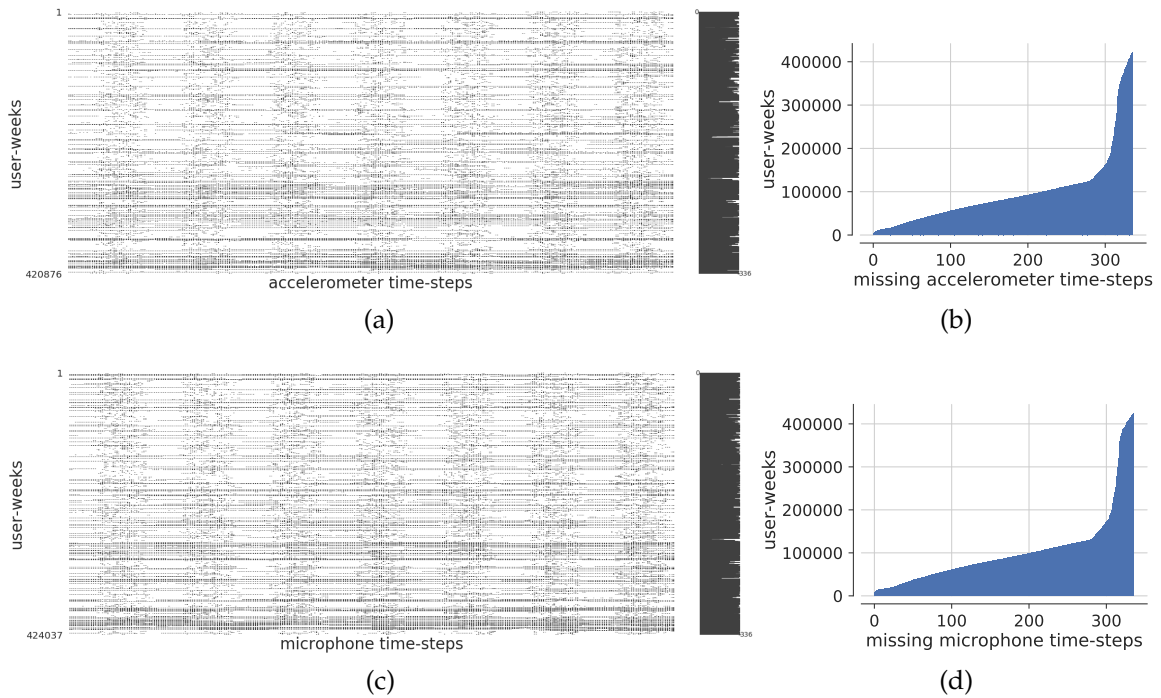 1
user-weeks
420876
accelerometer time-steps
0
336
(a)
400000
300000
200000
100000
0
user-weeks
0 100 200 300
missing accelerometer time-steps
(b)
1
user-weeks
424037
microphone time-steps
0
336
(c)
400000
300000
200000
100000
0
user-weeks
0 100 200 300
missing microphone time-steps
(d)